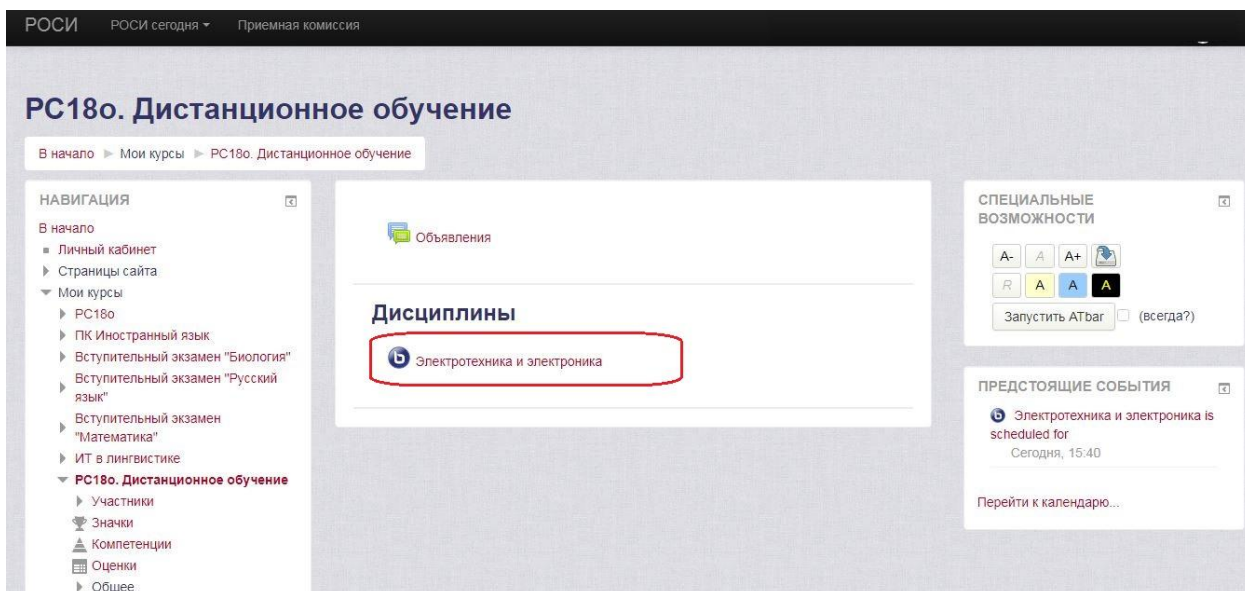 РОСИ РОСИ сегодня Приемная комиссия
РС18о. Дистанционное обучение
В начало Мои курсы РС18о. Дистанционное обучение
НАВИГАЦИЯ
В начало
Личный кабинет
Страницы сайта
Мои курсы
РС18о
ПК Иностранный язык
Вступительный экзамен "Биология"
Вступительный экзамен "Русский
язык"
Вступительный экзамен
"Математика"
ИТ в лингвистике
РС18о. Дистанционное обучение
Участники
Значки
Компетенции
Оценки
Общее
Объявления
Дисциплины
Электротехника и электроника
СПЕЦИАЛЬНЫЕ
ВОЗМОЖНОСТИ
A- A A+
R A A A
Запустить ATbar (всегда?)
ПРЕДСТОЯЩИЕ СОБЫТИЯ
Электротехника и электроника is
scheduled for
Сегодня, 15:40
Перейти к календарю...